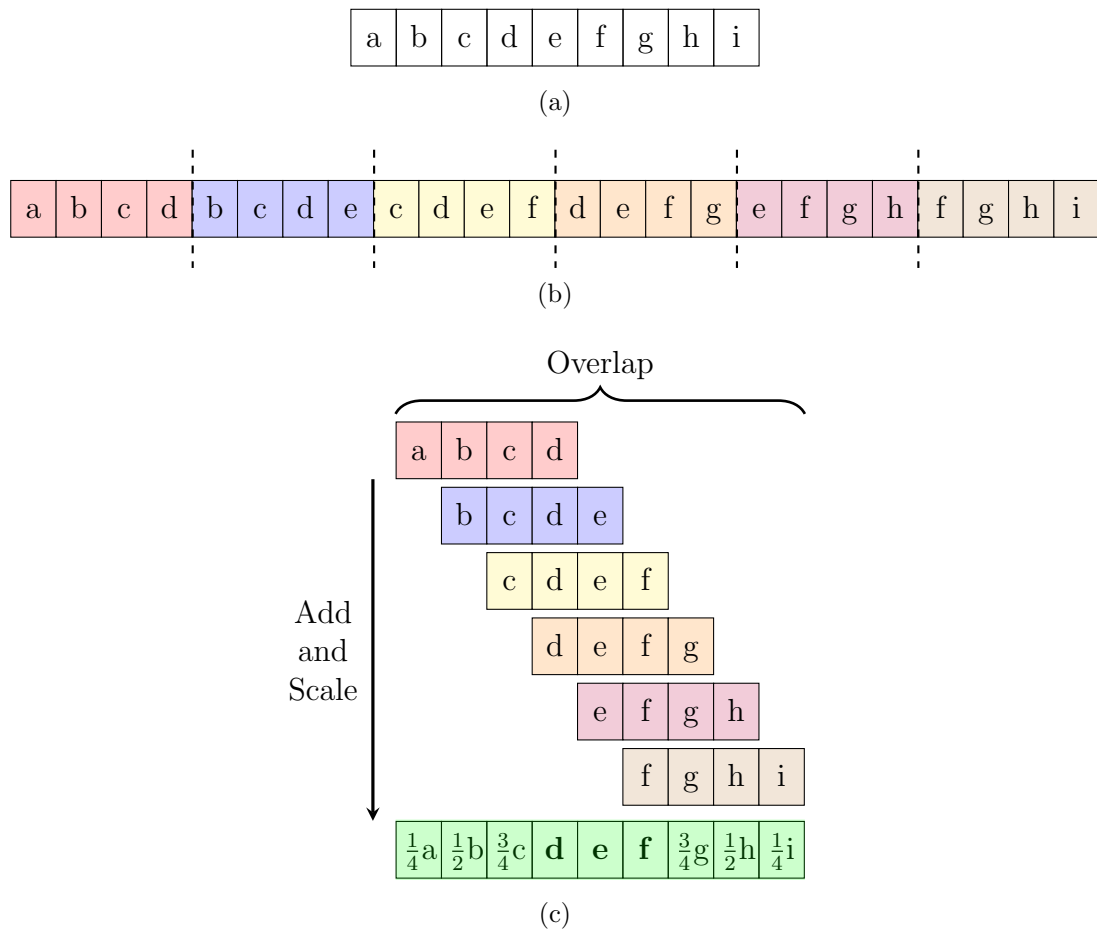 a b c d e f g h i
(a)
a b c d b c d e c d e f d e f g e f g h f g h i
(b)
Overlap
a b c d
b c d e
c d e f
Add
and
Scale
d e f g
e f g h
f g h i
1/4a 1/2b 3/4c d e f 3/4g 1/2h 1/4i
(c)